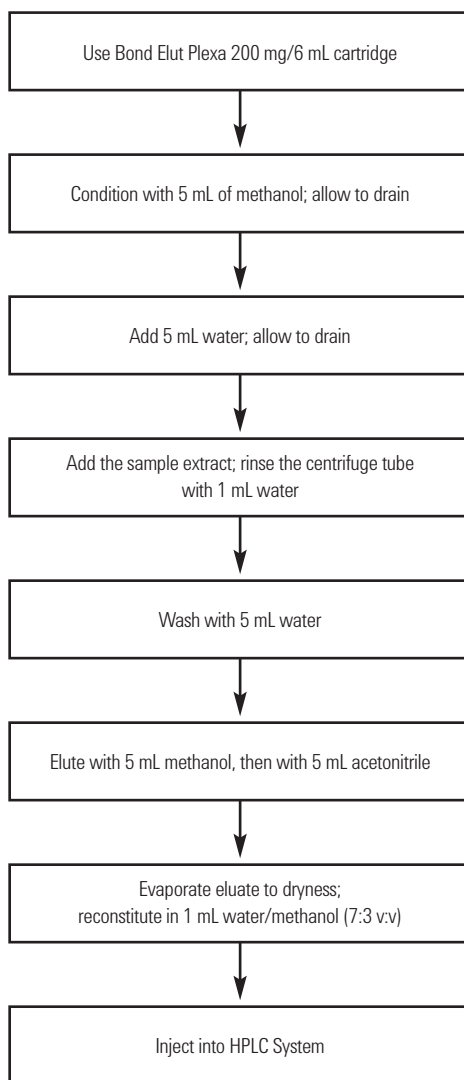 Use Bond Elut Plexa 200 mg/6 mL cartridge
Condition with 5 mL of methanol; allow to drain
Add 5 mL water; allow to drain
Add the sample extract; rinse the centrifuge tube
with 1 mL water
Wash with 5 mL water
Elute with 5 mL methanol, then with 5 mL acetonitrile
Evaporate eluate to dryness;
reconstitute in 1 mL water/methanol (7:3 v:v)
Inject into HPLC System